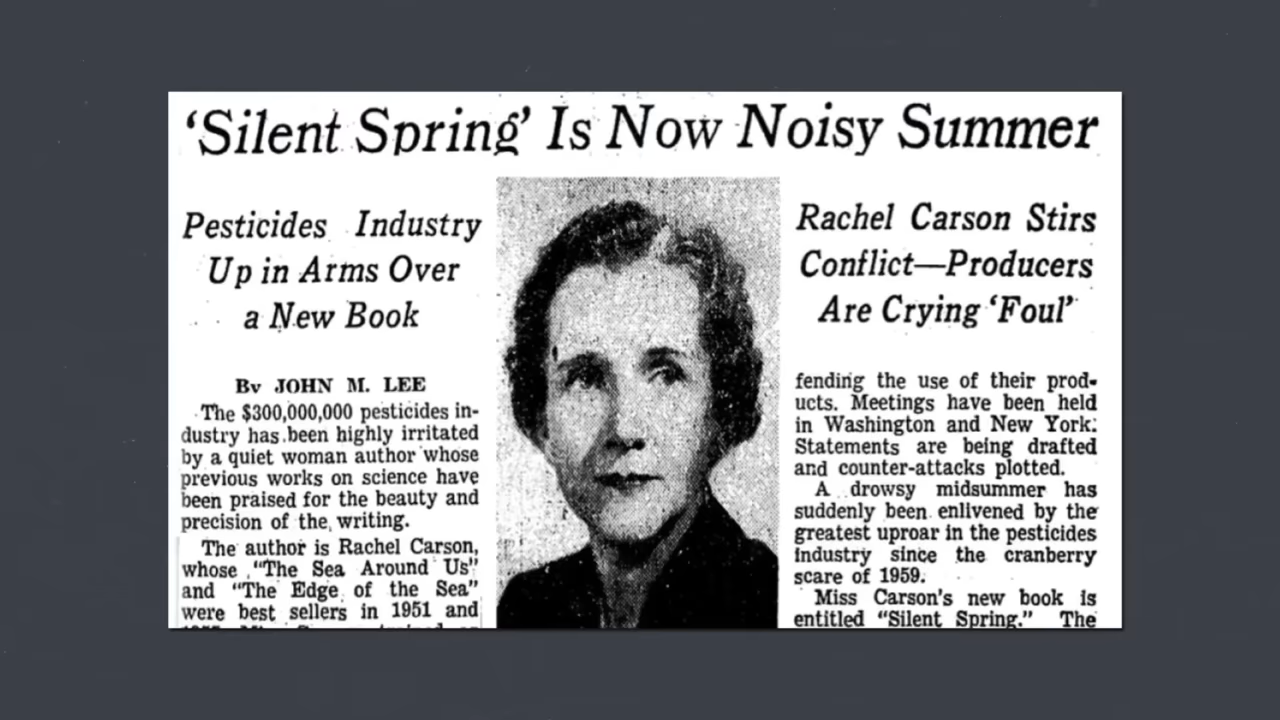 ‘Silent Spring’ Is Now Noisy Summer
Pesticides Industry
Up in Arms Over
a New Book
By JOHN M. LEE
The $300,000,000 pesticides in-
dustry has been highly irritated
by a quiet woman author whose
previous works on science have
been praised for the beauty and
precision of the writing.
The author is Rachel Carson,
whose "The Sea Around Us"
and "The Edge of the Sea"
were best sellers in 1951 and
Rachel Carson Stirs
Conflict—Producers
Are Crying ‘Foul’
fending the use of their prod-
ucts. Meetings have been held
in Washington and New York.
Statements are being drafted
and counter-attacks plotted.
A drowsy midsummer has
suddenly been enlivened by the
greatest uproar in the pesticides
industry since the cranberry
scare of 1959.
Miss Carson's new book is
entitled "Silent Spring." The